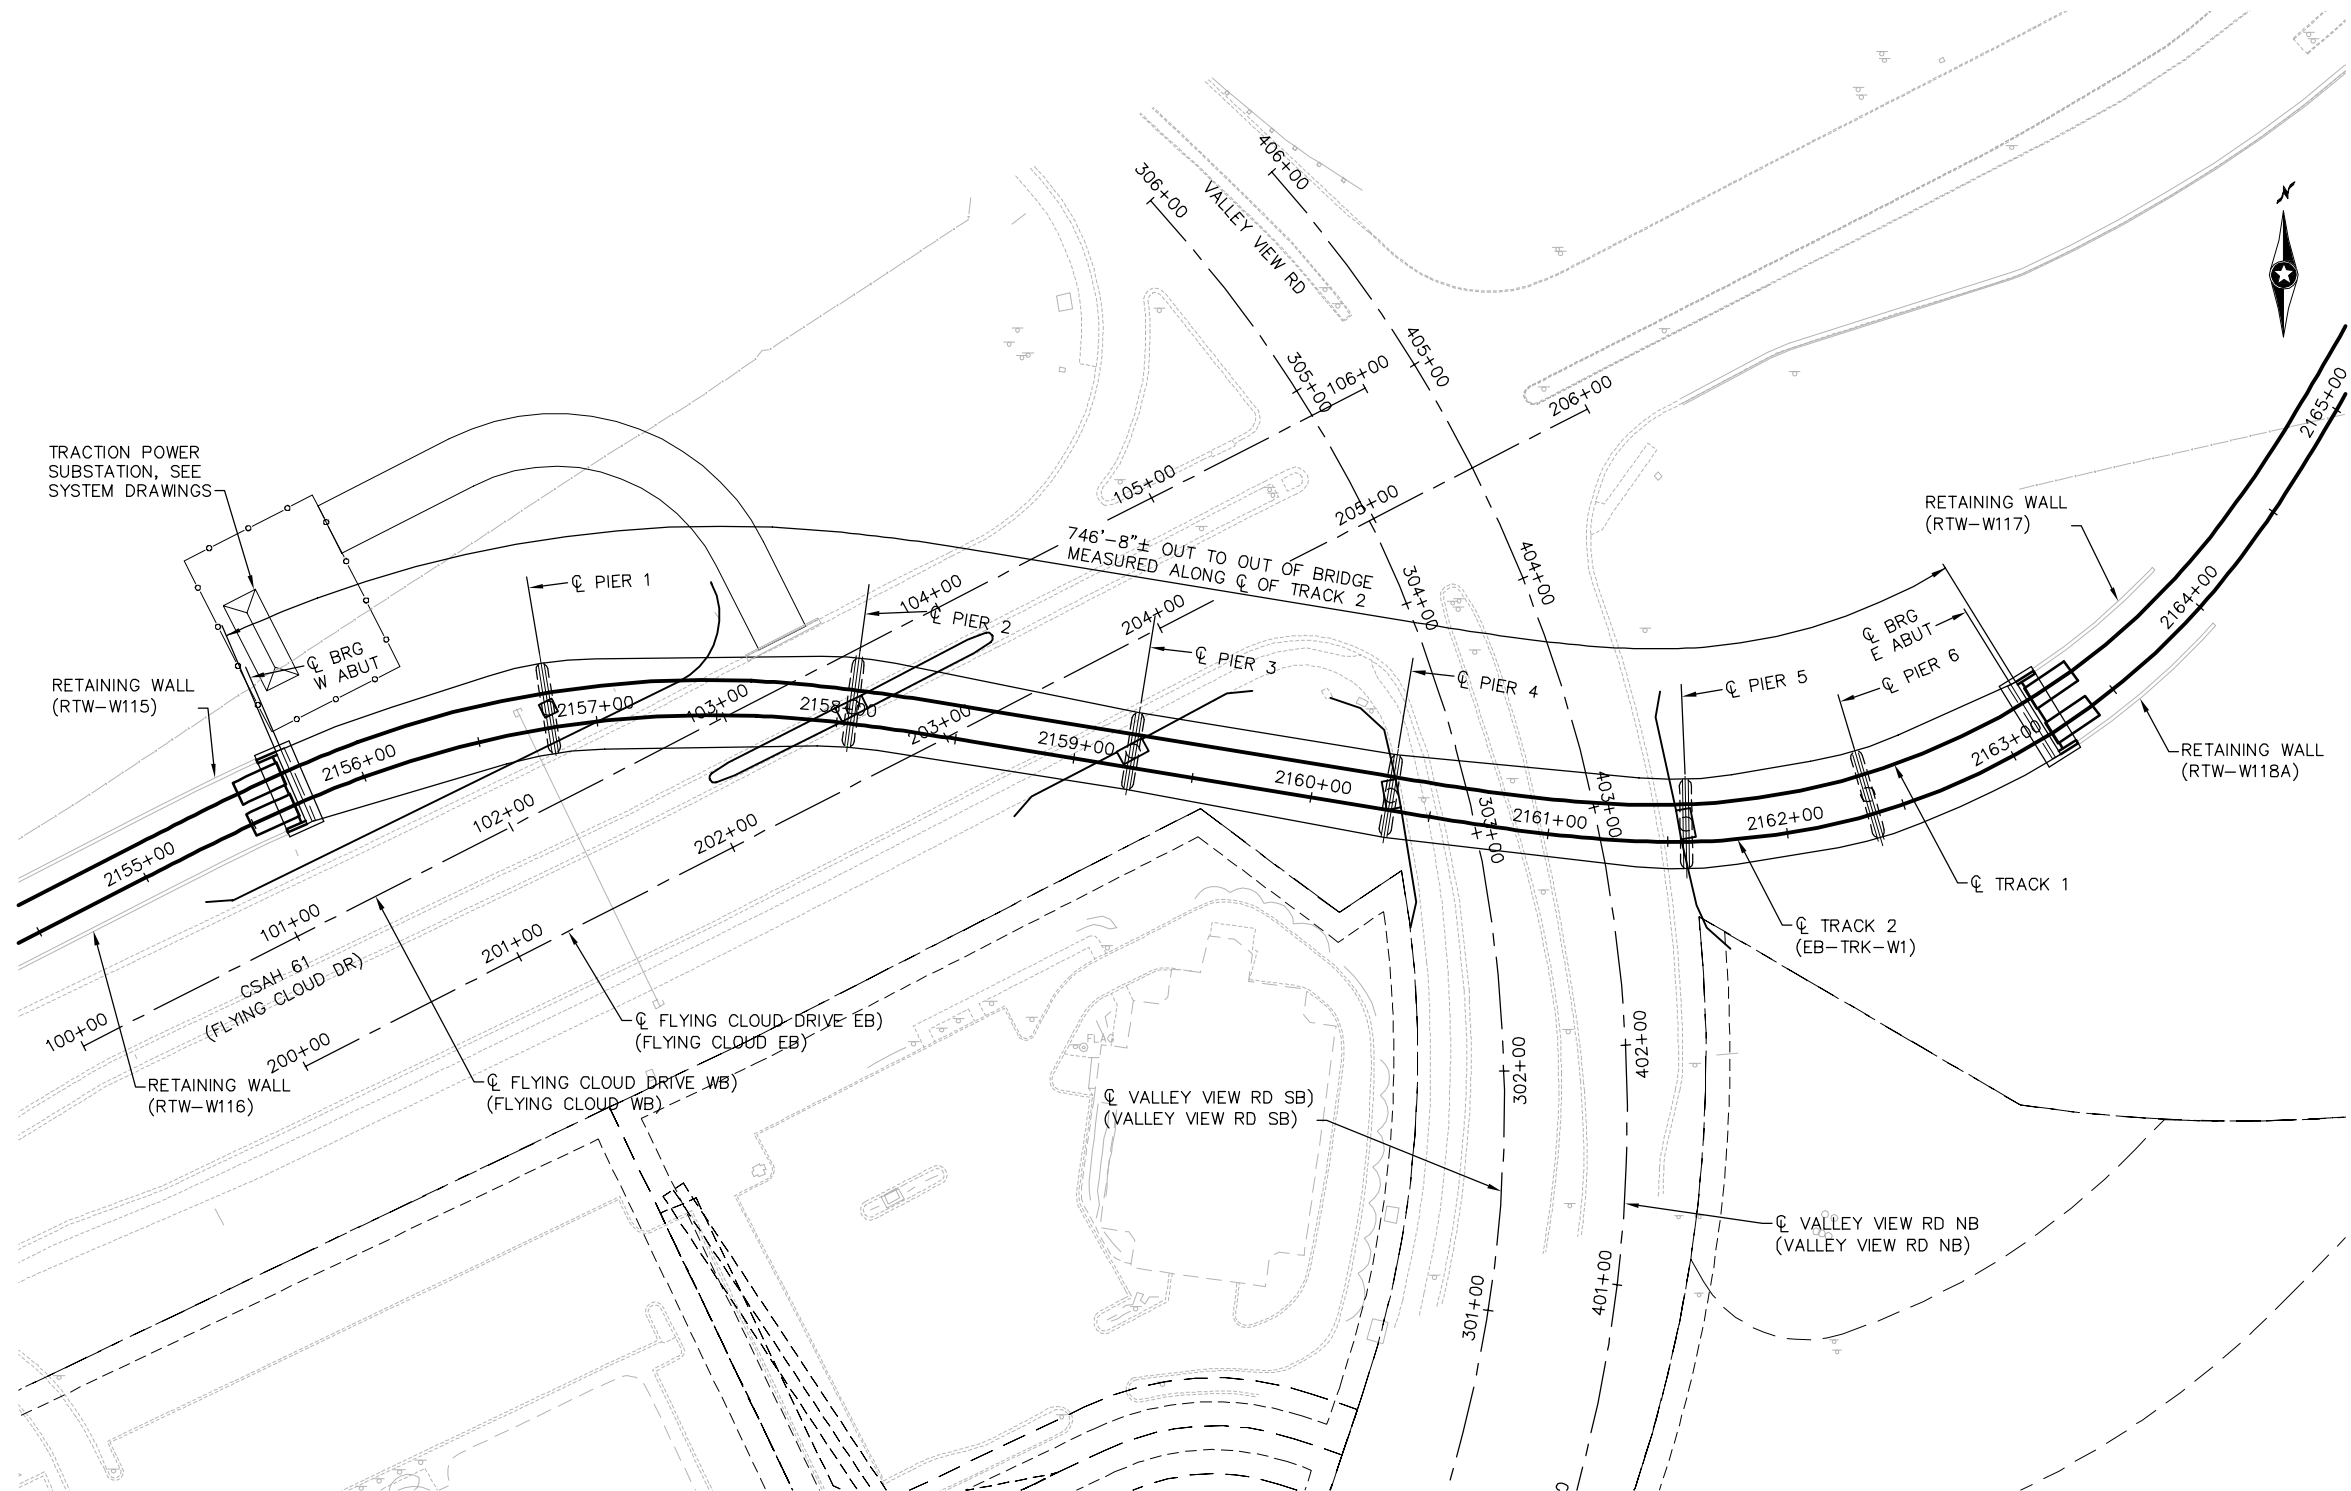 N
306+00
406+00
VALLEY VIEW RD
305+00
106+00
405+00
206+00
2165+00
TRACTION POWER
SUBSTATION, SEE
SYSTEM DRAWINGS
105+00
205+00
RETAINING WALL
(RTW-W117)
746'-8"± OUT TO OUT OF BRIDGE
MEASURED ALONG ℄ OF TRACK 2
404+00
304+00
℄ PIER 1
104+00
℄ PIER 2
204+00
2164+00
℄ BRG
E ABUT
℄ BRG
W ABUT
℄ PIER 3
℄ PIER 4
℄ PIER 5
℄ PIER 6
RETAINING WALL
(RTW-W115)
2157+00
103+00
2158+00
203+00
2159+00
2163+00
RETAINING WALL
(RTW-W118A)
2156+00
2160+00
303+00
2161+00
403+00
2162+00
102+00
202+00
2155+00
℄ TRACK 1
101+00
201+00
℄ TRACK 2
(EB-TRK-W1)
CSAH 61
(FLYING CLOUD DR)
100+00
200+00
℄ FLYING CLOUD DRIVE EB)
(FLYING CLOUD EB)
FLAG
302+00
402+00
RETAINING WALL
(RTW-W116)
℄ FLYING CLOUD DRIVE WB)
(FLYING CLOUD WB)
℄ VALLEY VIEW RD SB)
(VALLEY VIEW RD SB)
℄ VALLEY VIEW RD NB
(VALLEY VIEW RD NB)
301+00
401+00